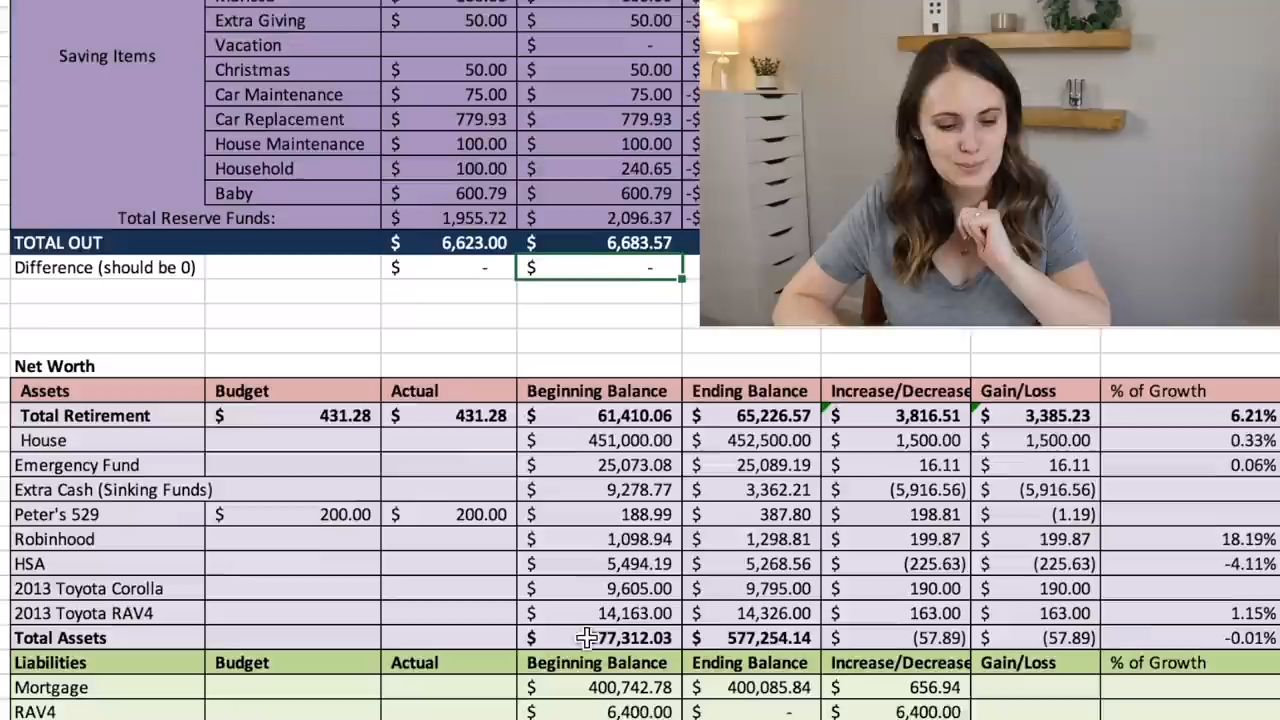 Extra Giving $ 50.00 $ 50.00 -$
Saving Items
Vacation $ -
Christmas $ 50.00 $ 50.00 -$
Car Maintenance $ 75.00 $ 75.00 -$
Car Replacement $ 779.93 $ 779.93 -$
House Maintenance $ 100.00 $ 100.00 -$
Household $ 100.00 $ 240.65 -$
Baby $ 600.79 $ 600.79 -$
Total Reserve Funds: $ 1,955.72 $ 2,096.37 -$
TOTAL OUT $ 6,623.00 $ 6,683.57
Difference (should be 0) $ - $ -
Net Worth
Assets Budget Actual Beginning Balance Ending Balance Increase/Decrease Gain/Loss % of Growth
Total Retirement $ 431.28 $ 431.28 $ 61,410.06 $ 65,226.57 $ 3,816.51 $ 3,385.23 6.21%
House $ 451,000.00 $ 452,500.00 $ 1,500.00 $ 1,500.00 0.33%
Emergency Fund $ 25,073.08 $ 25,089.19 $ 16.11 $ 16.11 0.06%
Extra Cash (Sinking Funds) $ 9,278.77 $ 3,362.21 $ (5,916.56) $ (5,916.56)
Peter's 529 $ 200.00 $ 200.00 $ 188.99 $ 387.80 $ 198.81 $ (1.19)
Robinhood $ 1,098.94 $ 1,298.81 $ 199.87 $ 199.87 18.19%
HSA $ 5,494.19 $ 5,268.56 $ (225.63) $ (225.63) -4.11%
2013 Toyota Corolla $ 9,605.00 $ 9,795.00 $ 190.00 $ 190.00
2013 Toyota RAV4 $ 14,163.00 $ 14,326.00 $ 163.00 $ 163.00 1.15%
Total Assets $ 77,312.03 $ 577,254.14 $ (57.89) $ (57.89) -0.01%
Liabilities Budget Actual Beginning Balance Ending Balance Increase/Decrease Gain/Loss % of Growth
Mortgage $ 400,742.78 $ 400,085.84 $ 656.94
RAV4 $ 6,400.00 $ - $ 6,400.00